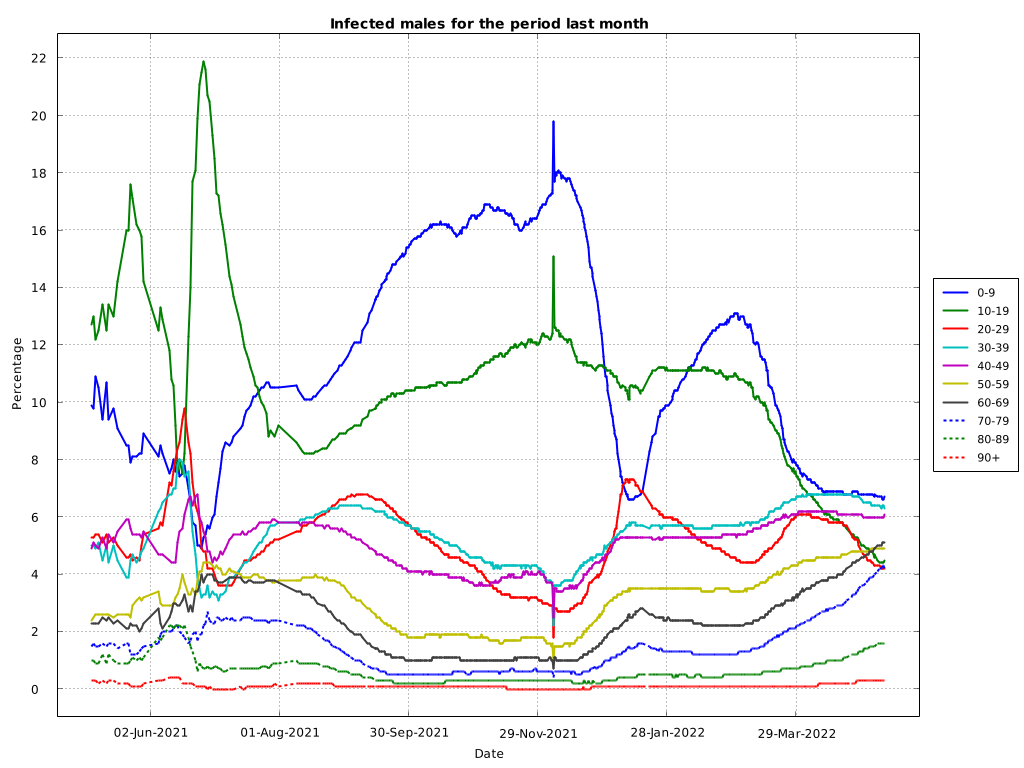 Infected males for the period last month
Percentage
22
20
18
16
14
12
10
8
6
4
2
0
02-Jun-2021
01-Aug-2021
30-Sep-2021
29-Nov-2021
28-Jan-2022
29-Mar-2022
Date
0-9
10-19
20-29
30-39
40-49
50-59
60-69
70-79
80-89
90+